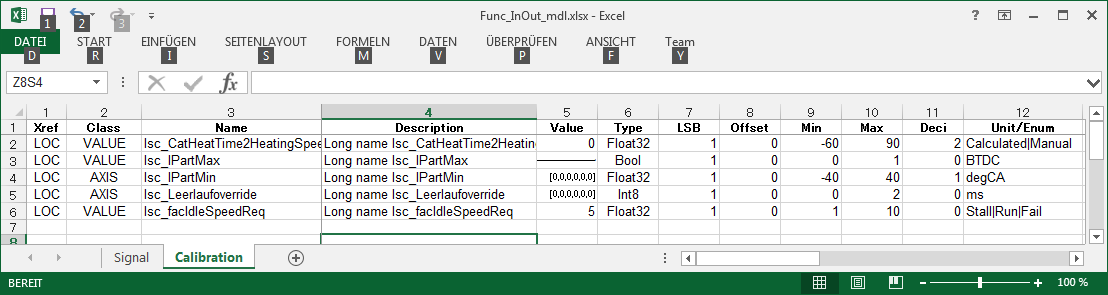 Func_InOut_mdl.xlsx - Excel
1 2 3
DATEI START EINFÜGEN SEITENLAYOUT FORMELN DATEN ÜBERPRÜFEN ANSICHT Team
D R I S M V P F Y
Z8S4 fx
1 2 3 4 5 6 7 8 9 10 11 12
1 Xref Class Name Description Value Type LSB Offset Min Max Deci Unit/Enum
2 LOC VALUE Isc_CatHeatTime2HeatingSpee Long name Isc_CatHeatTime2Heatin 0 Float32 1 0 -60 90 2 Calculated|Manual
3 LOC VALUE Isc_IPartMax Long name Isc_IPartMax Bool 1 0 0 1 0 BTDC
4 LOC AXIS Isc_IPartMin Long name Isc_IPartMin [0,0,0,0,0,0] Float32 1 0 -40 40 1 degCA
5 LOC AXIS Isc_Leerlaufoverride Long name Isc_Leerlaufoverride [0,0,0,0,0,0] Int8 1 0 0 2 0 ms
6 LOC VALUE Isc_facIdleSpeedReq Long name Isc_facIdleSpeedReq 5 Float32 1 0 1 10 0 Stall|Run|Fail
7
8
Signal Calibration
BEREIT 100 %